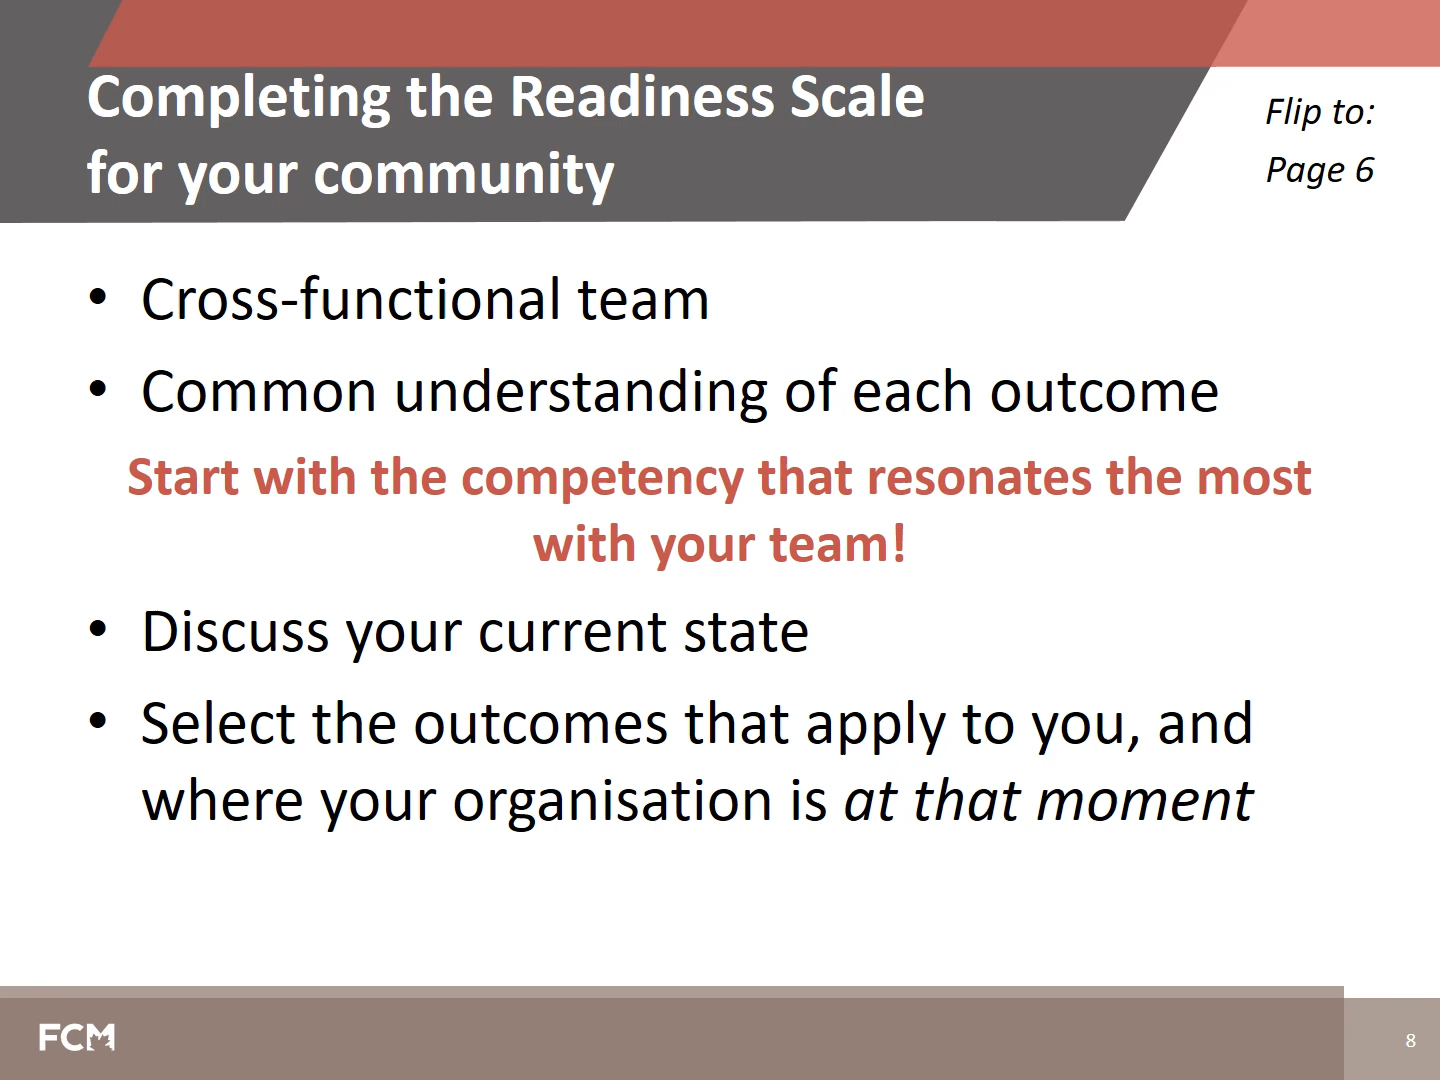 Completing the Readiness Scale
for your community
Flip to:
Page 6
• Cross-functional team
• Common understanding of each outcome
Start with the competency that resonates the most
with your team!
• Discuss your current state
• Select the outcomes that apply to you, and
where your organisation is at that moment
FCM
8